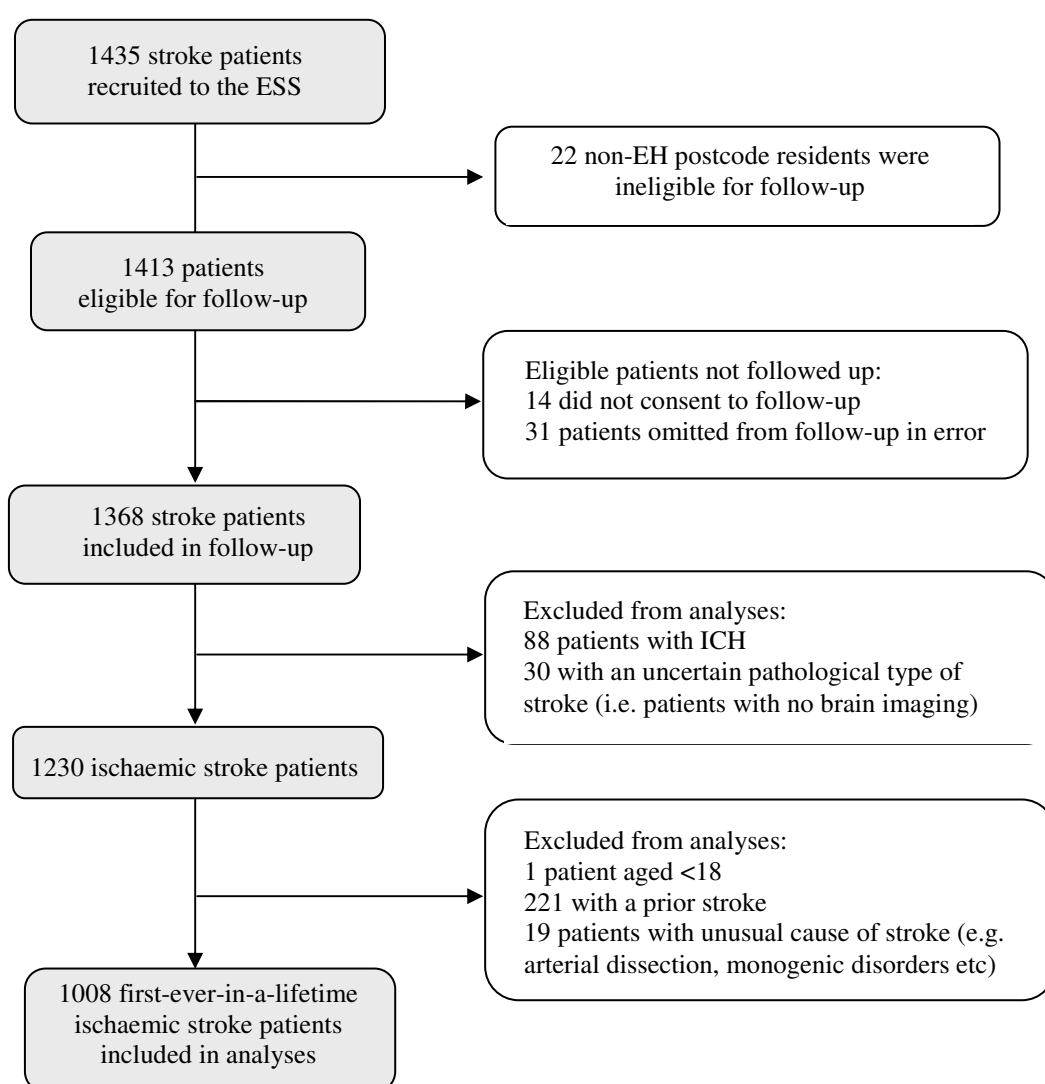 1435 stroke patients
recruited to the ESS
22 non-EH postcode residents were
ineligible for follow-up
1413 patients
eligible for follow-up
Eligible patients not followed up:
14 did not consent to follow-up
31 patients omitted from follow-up in error
1368 stroke patients
included in follow-up
Excluded from analyses:
88 patients with ICH
30 with an uncertain pathological type of
stroke (i.e. patients with no brain imaging)
1230 ischaemic stroke patients
Excluded from analyses:
1 patient aged <18
221 with a prior stroke
19 patients with unusual cause of stroke (e.g.
arterial dissection, monogenic disorders etc)
1008 first-ever-in-a-lifetime
ischaemic stroke patients
included in analyses